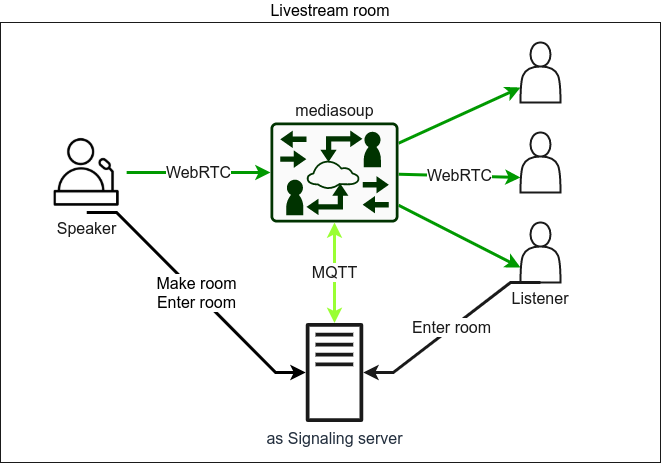 Livestream room
mediasoup
WebRTC
WebRTC
Speaker
MQTT
Make room
Enter room
Listener
Enter room
as Signaling server